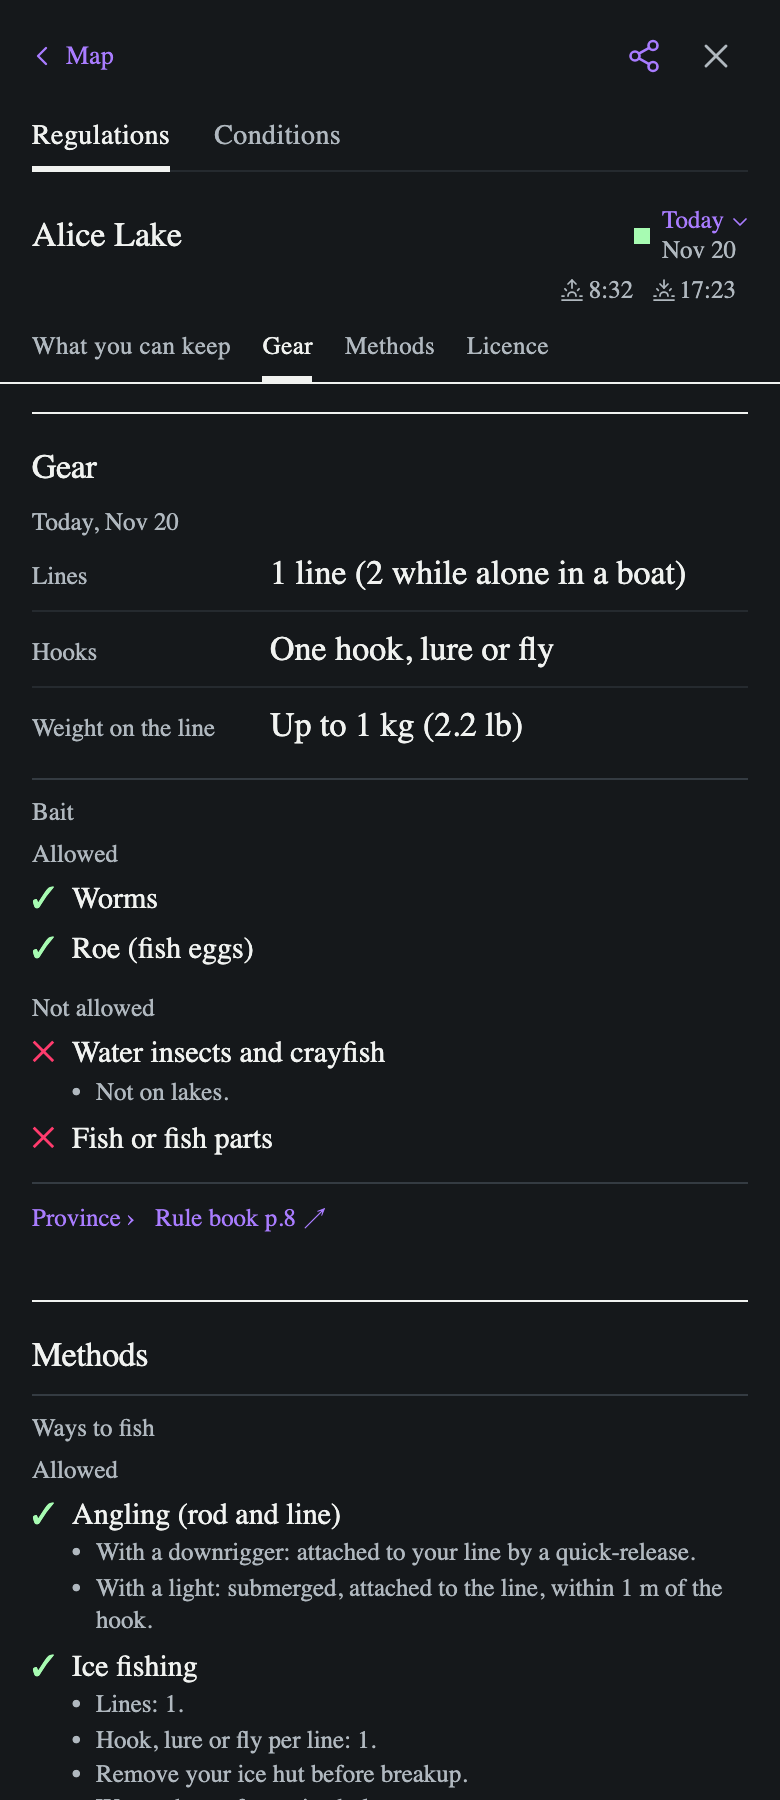 Map
Regulations Conditions
Alice Lake
Today
Nov 20
8:32 17:23
What you can keep Gear Methods Licence
Gear
Today, Nov 20
Lines 1 line (2 while alone in a boat)
Hooks One hook, lure or fly
Weight on the line Up to 1 kg (2.2 lb)
Bait
Allowed
✓ Worms
✓ Roe (fish eggs)
Not allowed
✕ Water insects and crayfish
• Not on lakes.
✕ Fish or fish parts
Province › Rule book p.8 ↗
Methods
Ways to fish
Allowed
✓ Angling (rod and line)
• With a downrigger: attached to your line by a quick-release.
• With a light: submerged, attached to the line, within 1 m of the
hook.
✓ Ice fishing
• Lines: 1.
• Hook, lure or fly per line: 1.
• Remove your ice hut before breakup.